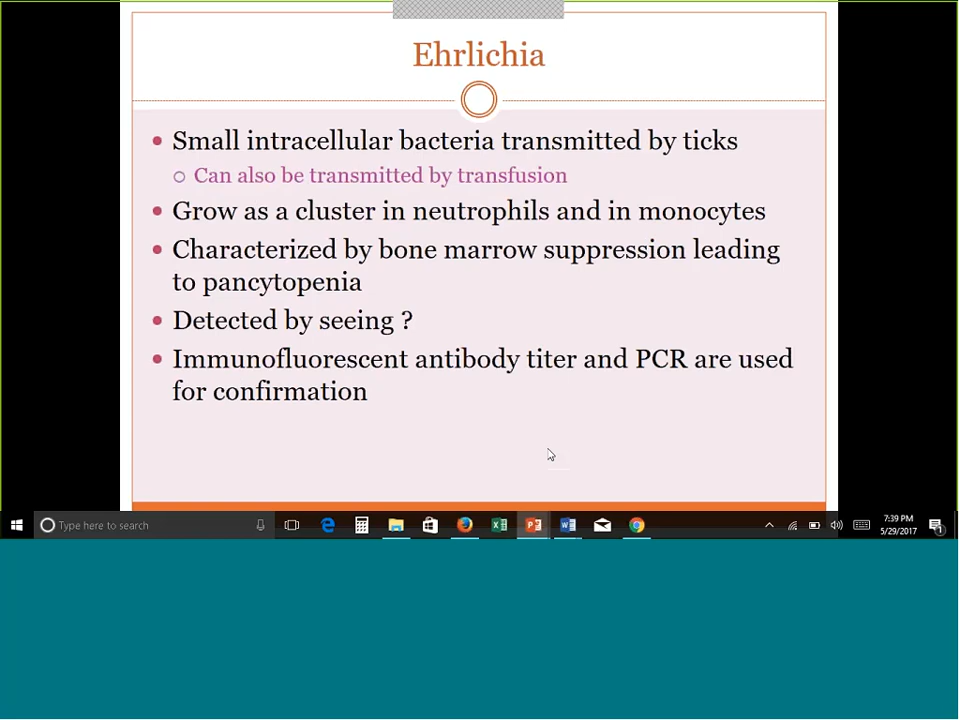 Ehrlichia
Small intracellular bacteria transmitted by ticks
Can also be transmitted by transfusion
Grow as a cluster in neutrophils and in monocytes
Characterized by bone marrow suppression leading
to pancytopenia
Detected by seeing ?
Immunofluorescent antibody titer and PCR are used
for confirmation
Type here to search
7:39 PM
5/29/2017